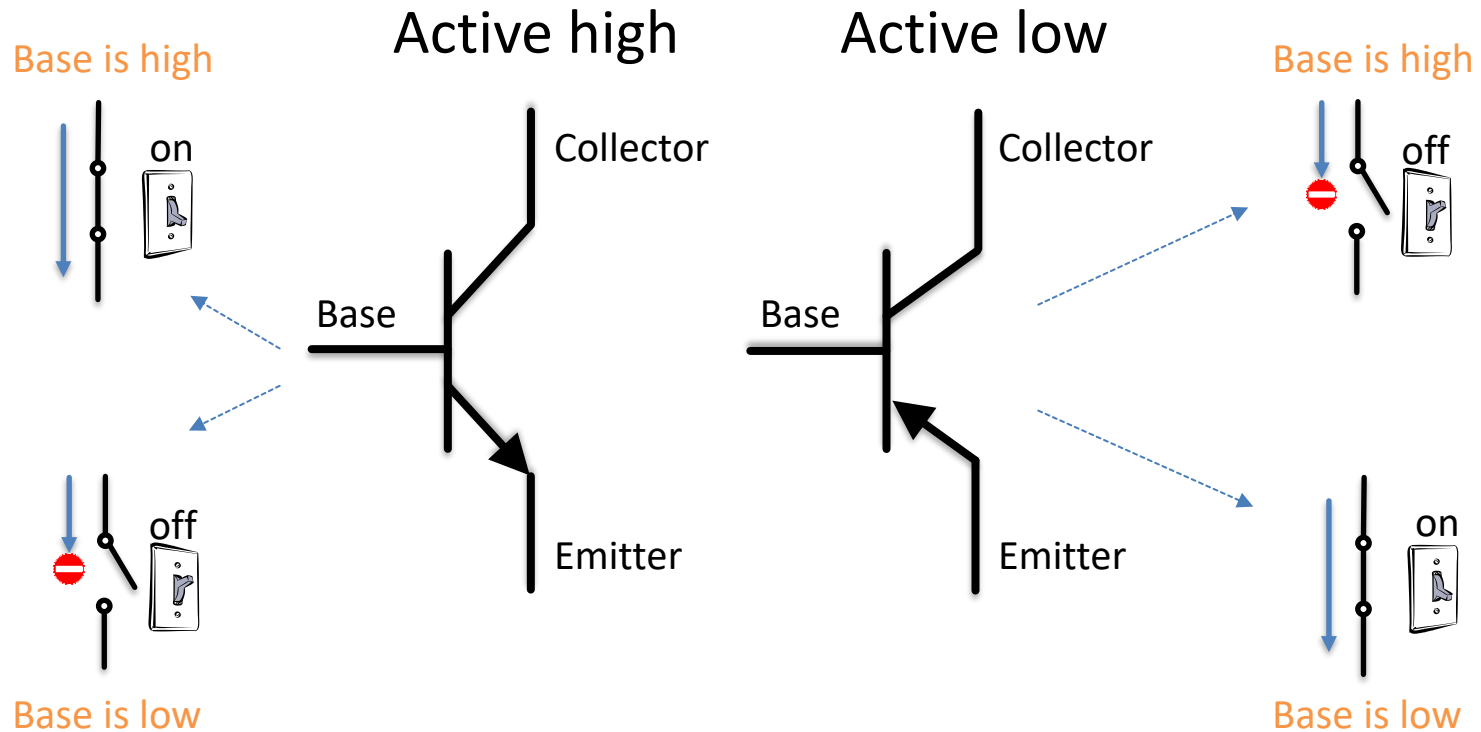 Active high
Active low
Base is high
on
Collector
Base
Emitter
off
Base is low
Collector
Base
Emitter
Base is high
off
on
Base is low